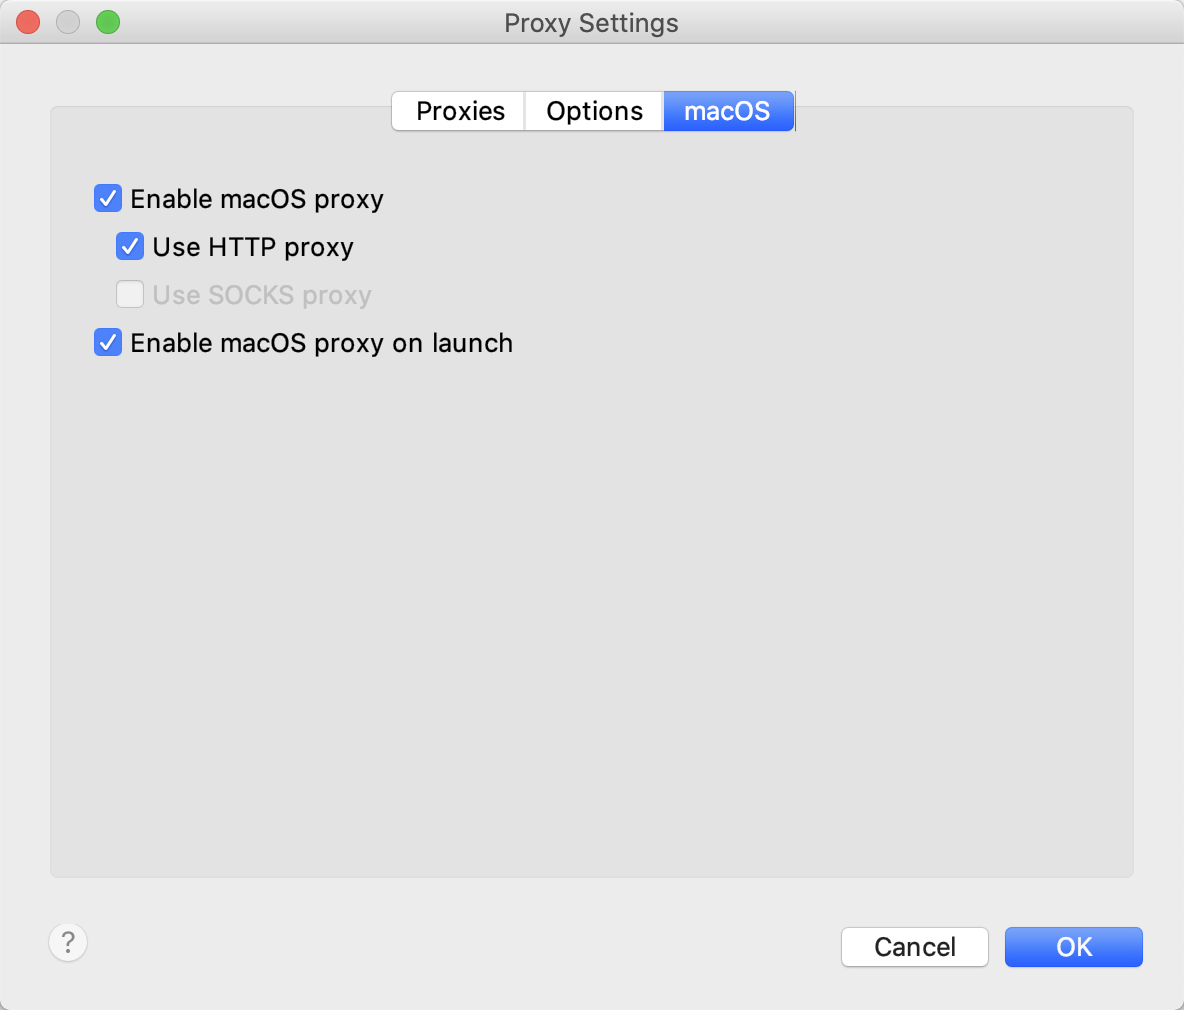 Proxy Settings
Proxies Options macOS
Enable macOS proxy
Use HTTP proxy
Use SOCKS proxy
Enable macOS proxy on launch
? Cancel OK